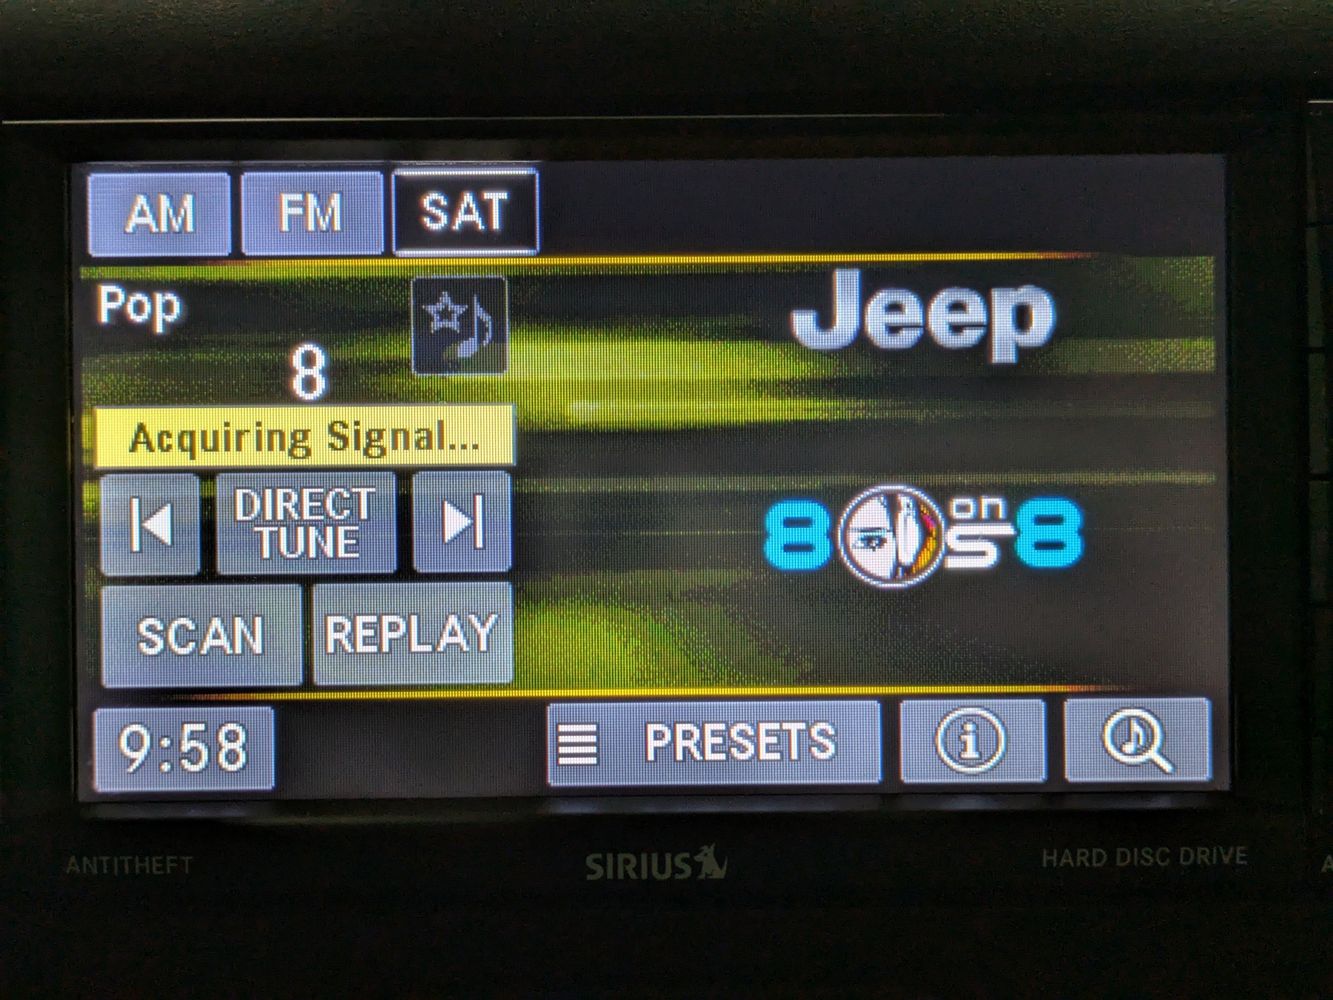 AM FM SAT
Pop
Jeep
8
Acquiring Signal...
DIRECT
TUNE
80s on 8
SCAN REPLAY
9:58 PRESETS
ANTITHEFT SIRIUS HARD DISC DRIVE